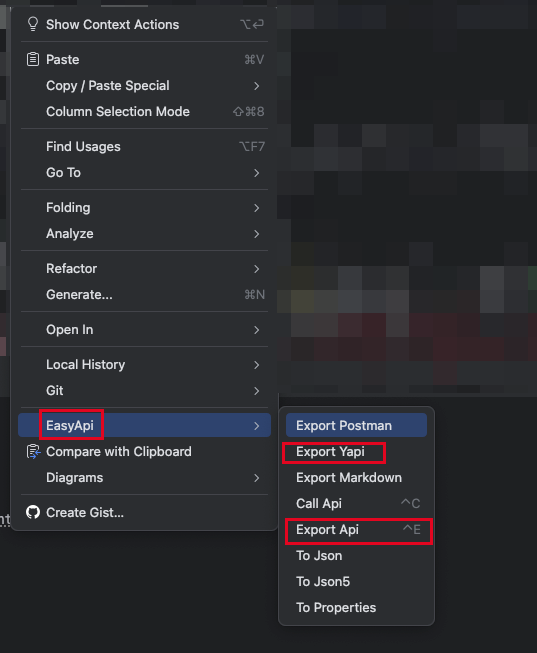 Show Context Actions ⌥↩
Paste ⌘V
Copy / Paste Special
Column Selection Mode ⇧⌘8
Find Usages ⌥F7
Go To
Folding
Analyze
Refactor
Generate... ⌘N
Open In
Local History
Git
EasyApi
Compare with Clipboard
Diagrams
Create Gist...
Export Postman
Export Yapi
Export Markdown
Call Api ^C
Export Api ^E
To Json
To Json5
To Properties
nt